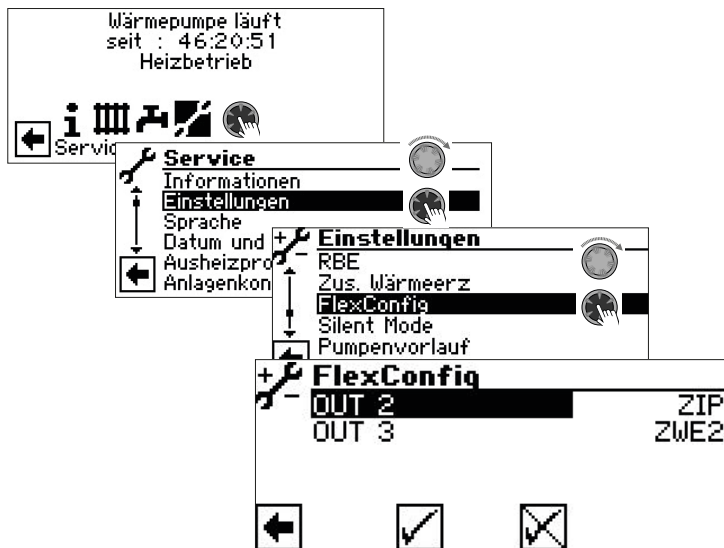 Wärmepumpe läuft
seit : 46:20:51
Heizbetrieb
Servic
Service
Informationen
Einstellungen
Sprache
Datum und
Ausheizpro
Anlagenkon
Einstellungen
RBE
Zus. Wärmeerz
FlexConfig
Silent Mode
Pumpenvorlauf
FlexConfig
OUT 2 ZIP
OUT 3 ZWE2